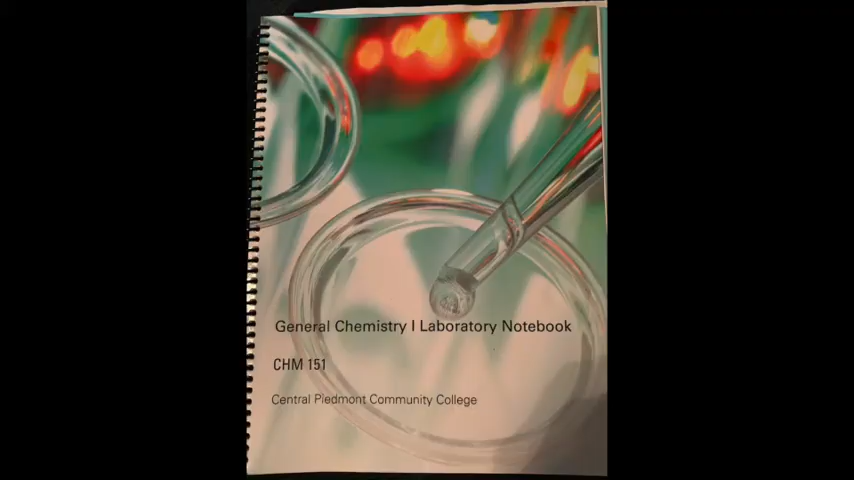 General Chemistry I Laboratory Notebook
CHM 151
Central Piedmont Community College